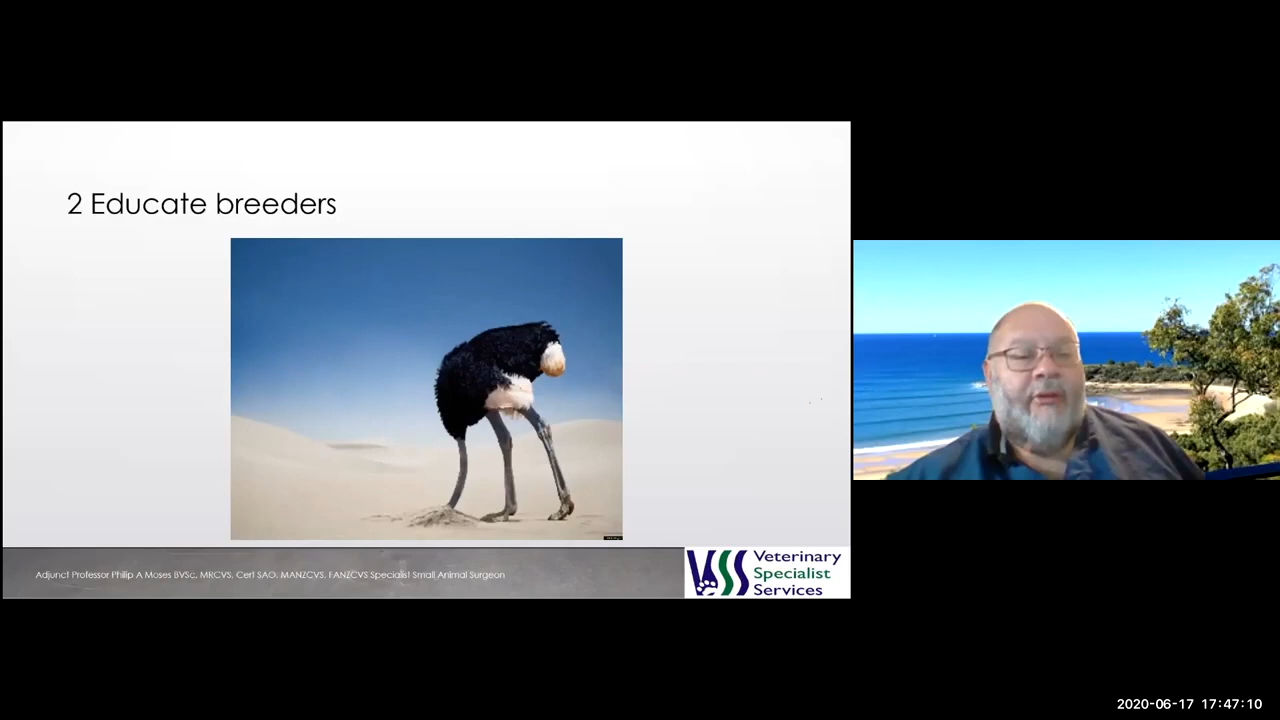 2 Educate breeders
Adjunct Professor Philip A Moses BVSc, MRCVS, Cert SAO, MANZCVS, FANZCVS Specialist Small Animal Surgeon
VSS
Veterinary
Specialist
Services
2020-06-17 17:47:10